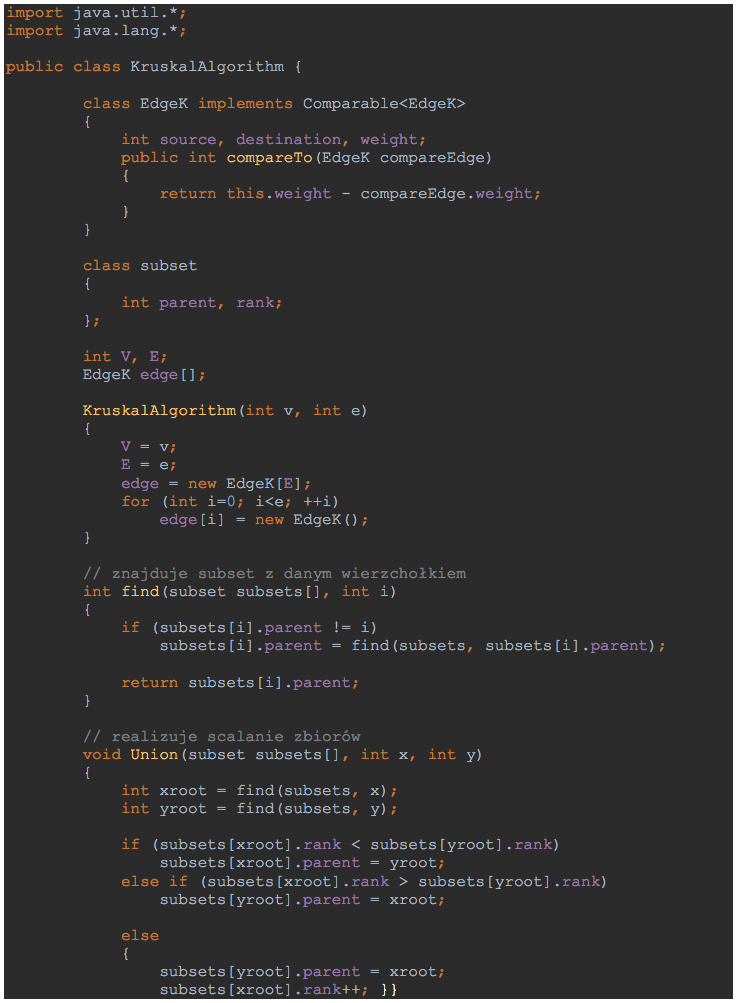 import java.util.*;
import java.lang.*;
public class KruskalAlgorithm {
class EdgeK implements Comparable<EdgeK>
{
int source, destination, weight;
public int compareTo(EdgeK compareEdge)
{
return this.weight - compareEdge.weight;
}
}
class subset
{
int parent, rank;
};
int V, E;
EdgeK edge[];
KruskalAlgorithm(int v, int e)
{
V = v;
E = e;
edge = new EdgeK[E];
for (int i=0; i<e; ++i)
edge[i] = new EdgeK();
}
// znajduje subset z danym wierzchołkiem
int find(subset subsets[], int i)
{
if (subsets[i].parent != i)
subsets[i].parent = find(subsets, subsets[i].parent);
return subsets[i].parent;
}
// realizuje scalanie zbiorów
void Union(subset subsets[], int x, int y)
{
int xroot = find(subsets, x);
int yroot = find(subsets, y);
if (subsets[xroot].rank < subsets[yroot].rank)
subsets[xroot].parent = yroot;
else if (subsets[xroot].rank > subsets[yroot].rank)
subsets[yroot].parent = xroot;
else
{
subsets[yroot].parent = xroot;
subsets[xroot].rank++; }}